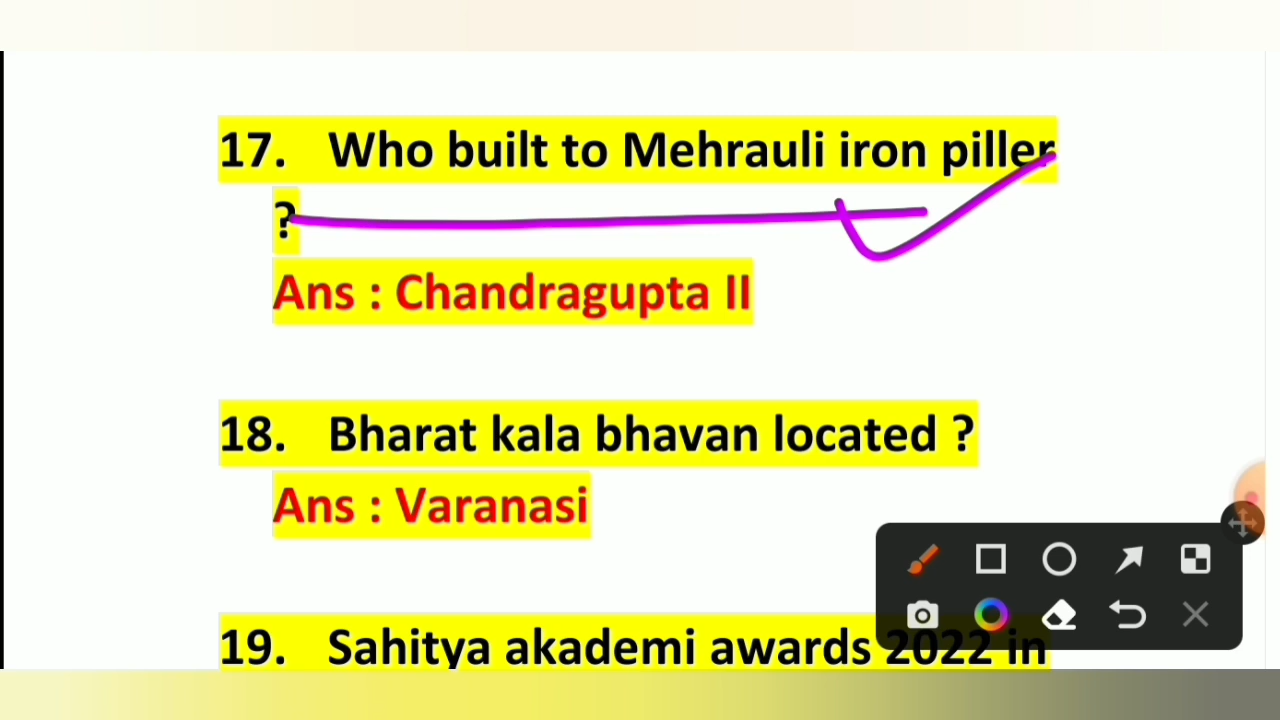 17. Who built to Mehrauli iron piller
?
Ans : Chandragupta II
18. Bharat kala bhavan located ?
Ans : Varanasi
19. Sahitya akademi awards 2022 in